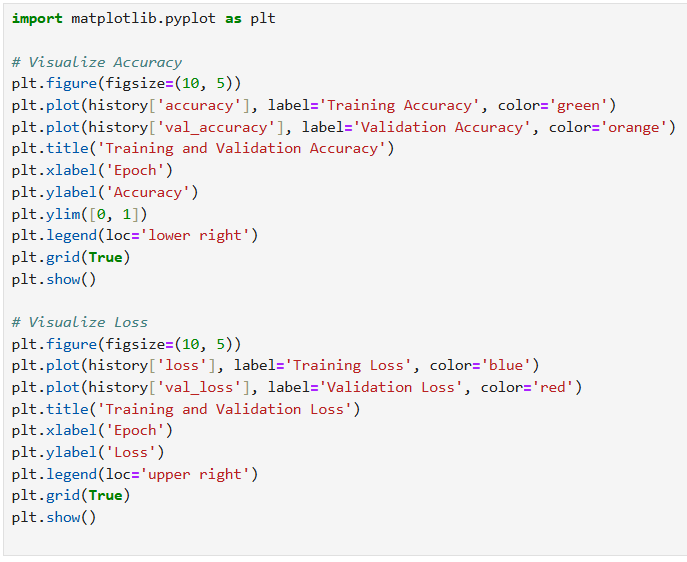 import matplotlib.pyplot as plt
# Visualize Accuracy
plt.figure(figsize=(10, 5))
plt.plot(history['accuracy'], label='Training Accuracy', color='green')
plt.plot(history['val_accuracy'], label='Validation Accuracy', color='orange')
plt.title('Training and Validation Accuracy')
plt.xlabel('Epoch')
plt.ylabel('Accuracy')
plt.ylim([0, 1])
plt.legend(loc='lower right')
plt.grid(True)
plt.show()
# Visualize Loss
plt.figure(figsize=(10, 5))
plt.plot(history['loss'], label='Training Loss', color='blue')
plt.plot(history['val_loss'], label='Validation Loss', color='red')
plt.title('Training and Validation Loss')
plt.xlabel('Epoch')
plt.ylabel('Loss')
plt.legend(loc='upper right')
plt.grid(True)
plt.show()